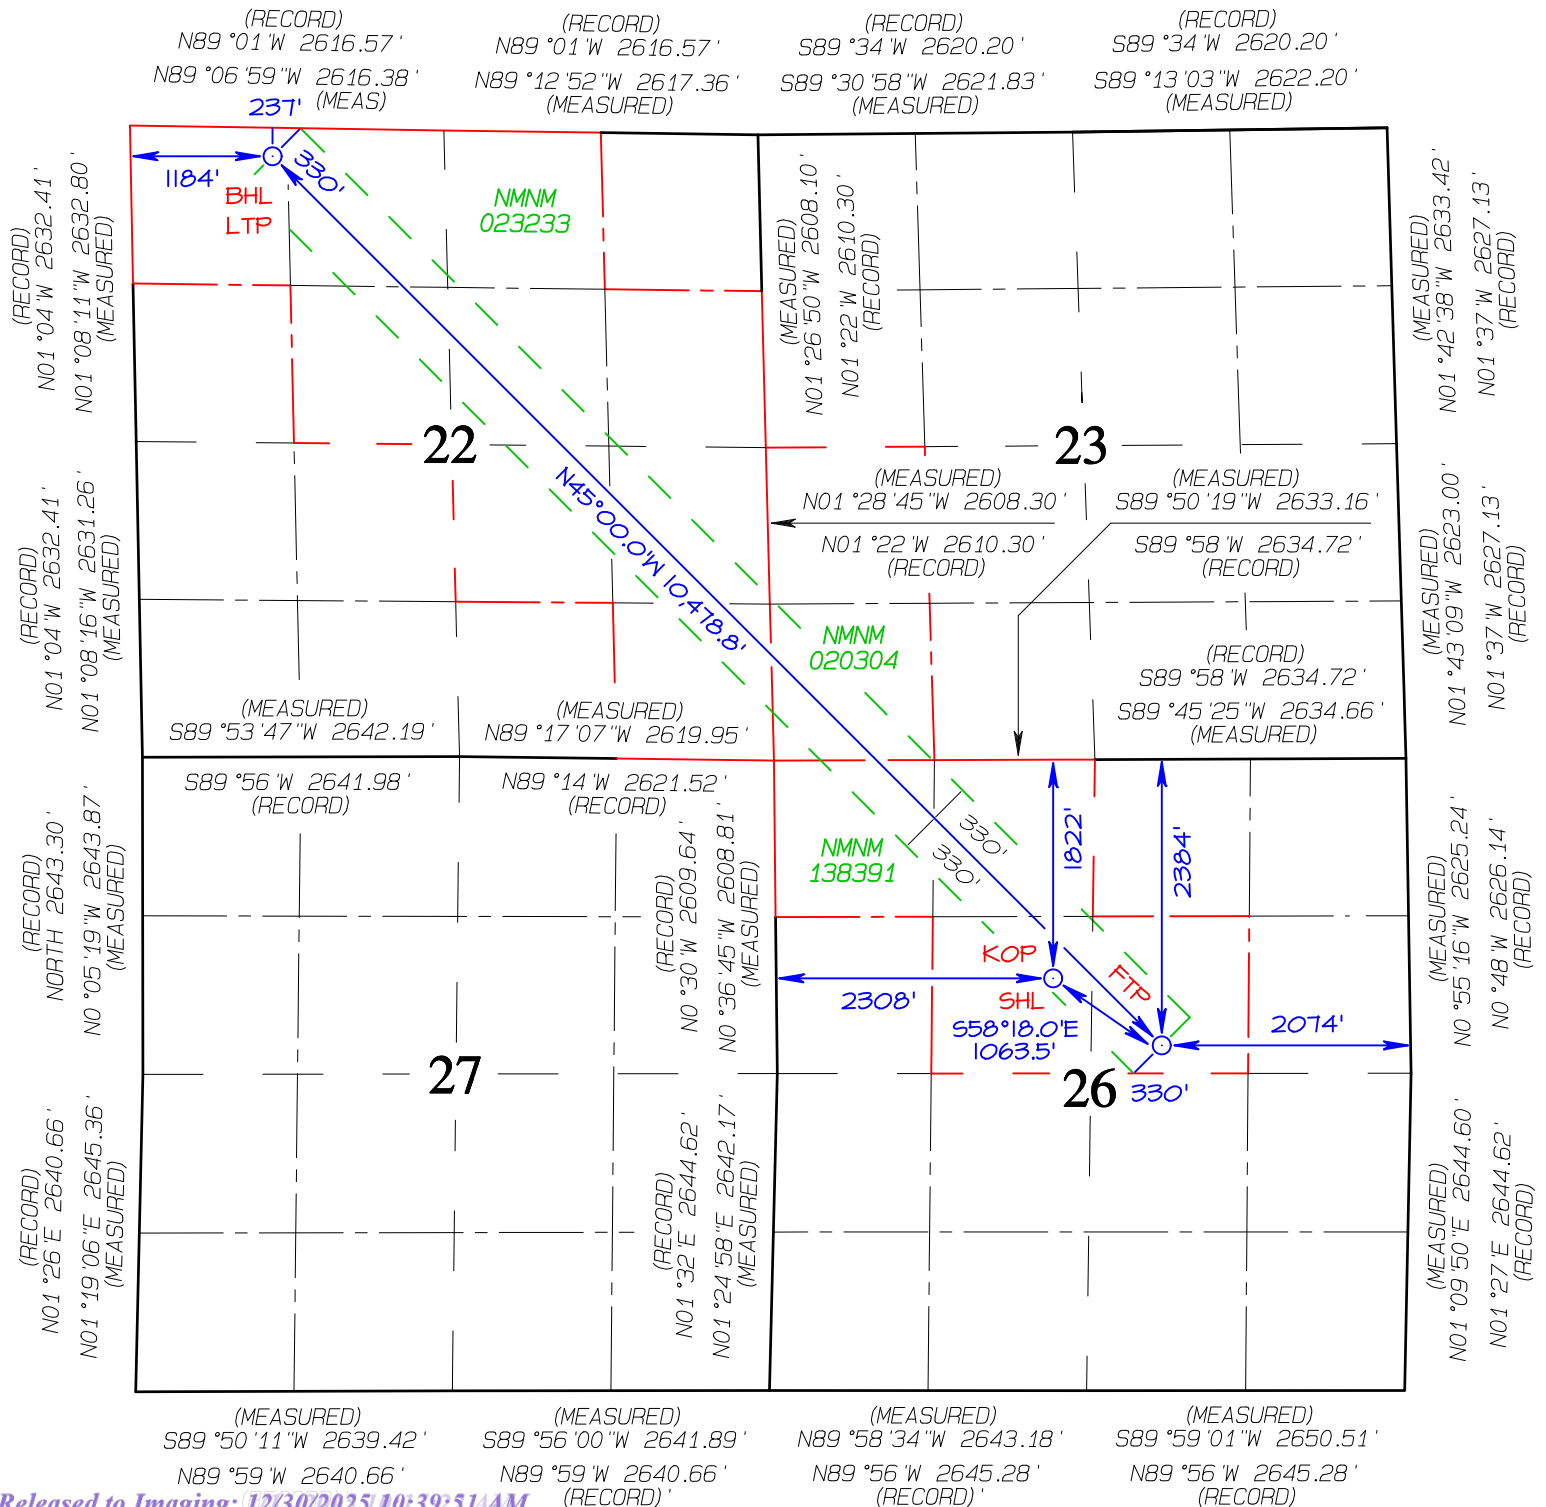 (RECORD)
N89°01'W 2616.57'
N89°06'59"W 2616.38'
(MEAS)
(RECORD)
N89°01'W 2616.57'
N89°12'52"W 2617.36'
(MEASURED)
(RECORD)
S89°34'W 2620.20'
S89°30'58"W 2621.83'
(MEASURED)
(RECORD)
S89°34'W 2620.20'
S89°13'03"W 2622.20'
(MEASURED)
237'
1184'
330'
BHL
LTP
NMNM
023233
(RECORD)
N01°04'W 2632.41'
N01°08'11"W 2632.80'
(MEASURED)
(MEASURED)
N01°26'50"W 2608.10'
N01°22'W 2610.30'
(RECORD)
(MEASURED)
N01°42'38"W 2633.42'
N01°37'W 2627.13'
(RECORD)
22
23
N45°00.0'W 10,478.8'
(MEASURED)
N01°28'45"W 2608.30'
N01°22'W 2610.30'
(RECORD)
(MEASURED)
S89°50'19"W 2633.16'
S89°58'W 2634.72'
(RECORD)
(RECORD)
N01°04'W 2632.41'
N01°08'16"W 2631.26'
(MEASURED)
(MEASURED)
N01°43'09"W 2623.00'
N01°37'W 2627.13'
(RECORD)
NMNM
020304
(RECORD)
S89°58'W 2634.72'
S89°45'25"W 2634.66'
(MEASURED)
(MEASURED)
S89°53'47"W 2642.19'
S89°56'W 2641.98'
(RECORD)
(MEASURED)
N89°17'07"W 2619.95'
N89°14'W 2621.52'
(RECORD)
(RECORD)
NORTH 2643.30'
N0°05'19"W 2643.87'
(MEASURED)
(RECORD)
N0°30'W 2609.64'
N0°36'45"W 2608.81'
(MEASURED)
NMNM
138391
330'
330'
1822'
2384'
(MEASURED)
N0°55'16"W 2625.24'
N0°48'W 2626.14'
(RECORD)
KOP
SHL
FTP
2308'
S58°18.0'E
1063.5'
2074'
330'
27
26
(RECORD)
N01°26'E 2640.66'
N01°19'06"E 2645.36'
(MEASURED)
(RECORD)
N01°32'E 2644.62'
N01°24'58"E 2642.17'
(MEASURED)
(MEASURED)
N01°09'50"E 2644.60'
N01°27'E 2644.62'
(RECORD)
(MEASURED)
S89°50'11"W 2639.42'
N89°59'W 2640.66'
(MEASURED)
S89°56'00"W 2641.89'
N89°59'W 2640.66'
(RECORD)'
(MEASURED)
N89°58'34"W 2643.18'
N89°56'W 2645.28'
(RECORD)'
(MEASURED)
S89°59'01"W 2650.51'
N89°56'W 2645.28'
(RECORD)
Released to Imaging: 12/30/2025 10:39:51 AM